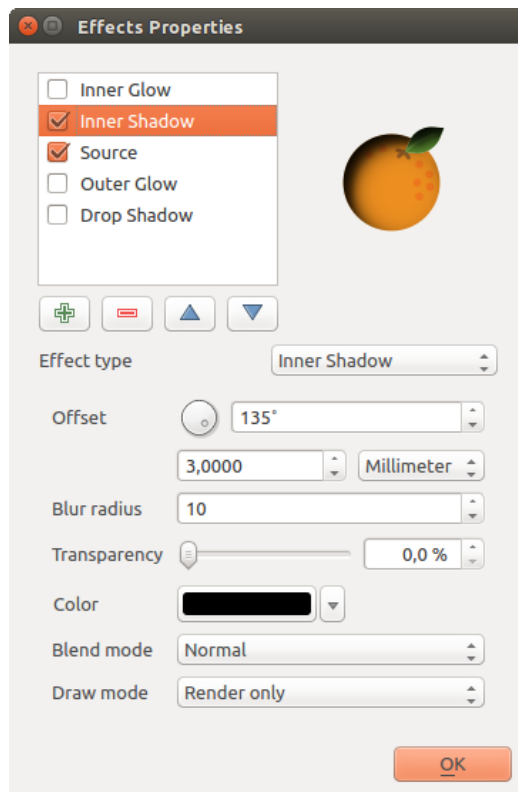 Effects Properties
Inner Glow
Inner Shadow
Source
Outer Glow
Drop Shadow
Effect type Inner Shadow
Offset 135°
3,0000 Millimeter
Blur radius 10
Transparency 0,0 %
Color
Blend mode Normal
Draw mode Render only
OK